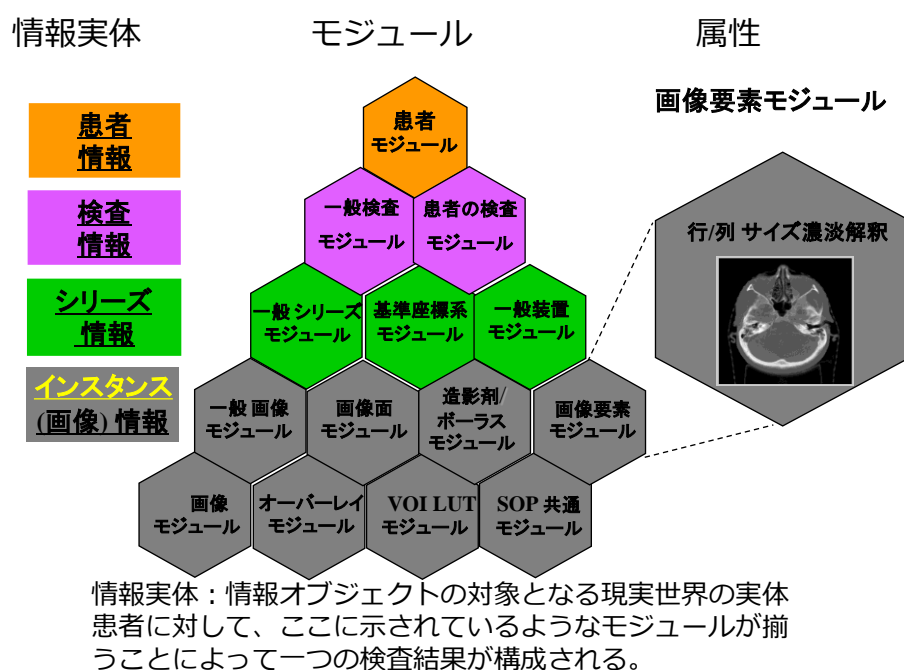 情報実体
モジュール
属性
患者
情報
検査
情報
シリーズ
情報
インスタンス
(画像) 情報
患者
モジュール
一般検査
モジュール
患者の検査
モジュール
一般 シリーズ
モジュール
基準座標系
モジュール
一般装置
モジュール
一般 画像
モジュール
画像面
モジュール
造影剤/
ボーラス
モジュール
画像要素
モジュール
画像
モジュール
オーバーレイ
モジュール
VOI LUT
モジュール
SOP 共通
モジュール
画像要素モジュール
行/列 サイズ濃淡解釈
情報実体：情報オブジェクトの対象となる現実世界の実体
患者に対して、ここに示されているようなモジュールが揃
うことによって一つの検査結果が構成される。